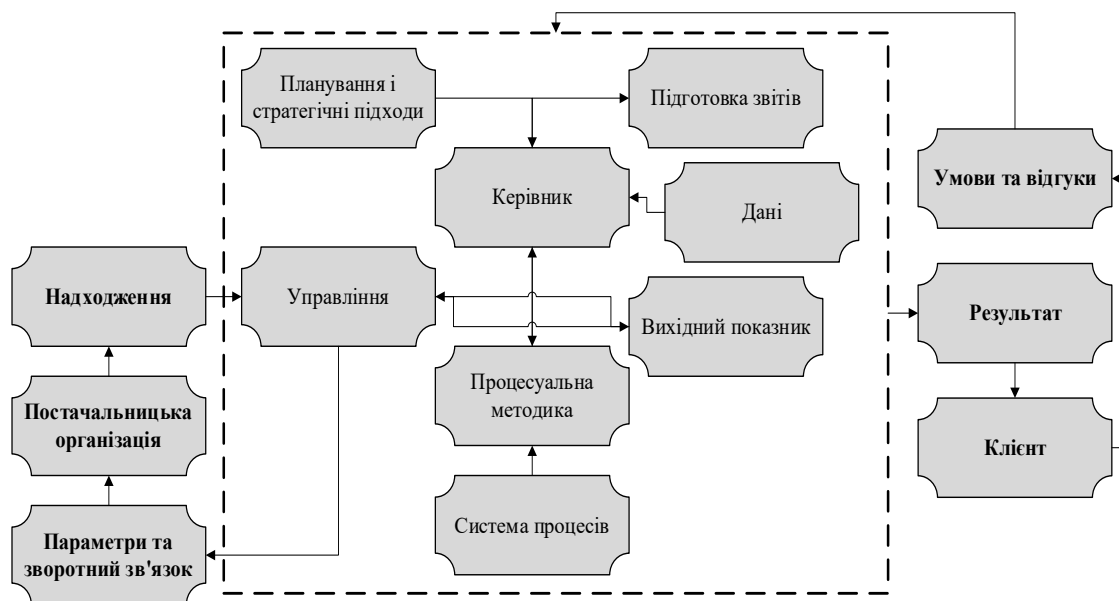 Планування і
стратегічні підходи
Підготовка звітів
Керівник
Дані
Умови та відгуки
Надходження
Управління
Вихідний показник
Результат
Постачальницька
організація
Процесуальна
методика
Клієнт
Параметри та
зворотний зв'язок
Система процесів